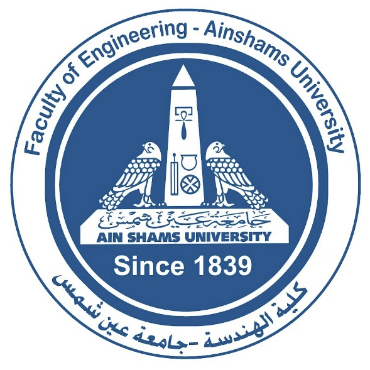 Faculty of Engineering - Ainshams University
جامعة عين شمس
AIN SHAMS UNIVERSITY
Since 1839
كلية الهندسة - جامعة عين شمس